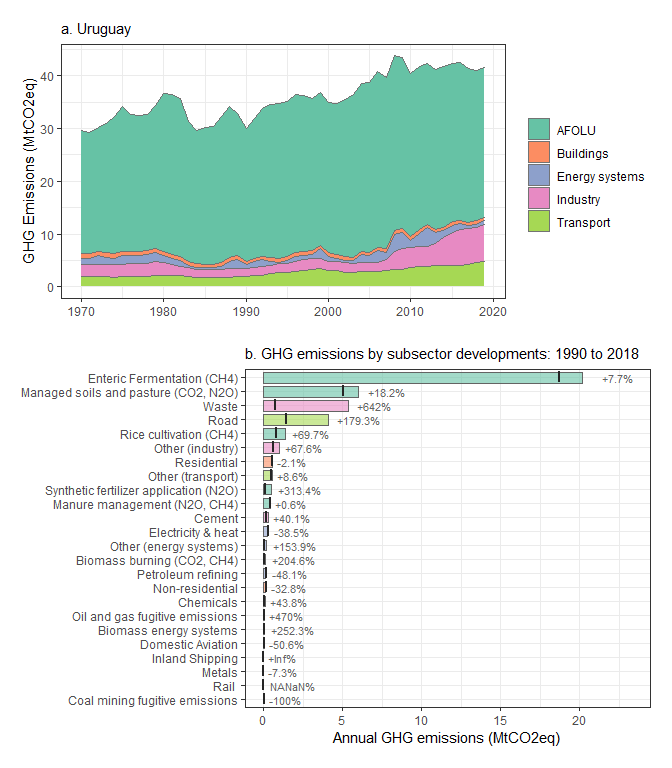 a. Uruguay
GHG Emissions (MtCO2eq)
40
30
20
10
0
1970 1980 1990 2000 2010 2020
AFOLU
Buildings
Energy systems
Industry
Transport
b. GHG emissions by subsector developments: 1990 to 2018
Enteric Fermentation (CH4) +7.7%
Managed soils and pasture (CO2, N2O) +18.2%
Waste +642%
Road +179.3%
Rice cultivation (CH4) +69.7%
Other (industry) +67.6%
Residential -2.1%
Other (transport) +8.6%
Synthetic fertilizer application (N2O) +313.4%
Manure management (N2O, CH4) +0.6%
Cement +40.1%
Electricity & heat -38.5%
Other (energy systems) +153.9%
Biomass burning (CO2, CH4) +204.6%
Petroleum refining -48.1%
Non-residential -32.8%
Chemicals +43.8%
Oil and gas fugitive emissions +470%
Biomass energy systems +252.3%
Domestic Aviation -50.6%
Inland Shipping +Inf%
Metals -7.3%
Rail NANaN%
Coal mining fugitive emissions -100%
0 5 10 15 20
Annual GHG emissions (MtCO2eq)